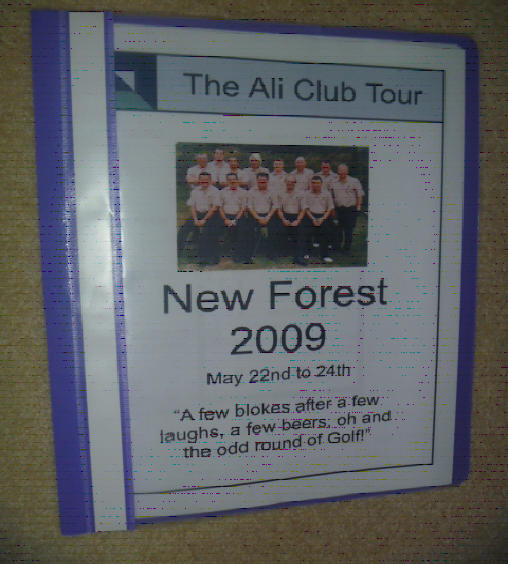 The Ali Club Tour
New Forest
2009
May 22nd to 24th
“A few blokes after a few
laughs, a few beers; oh and
the odd round of Golf!”